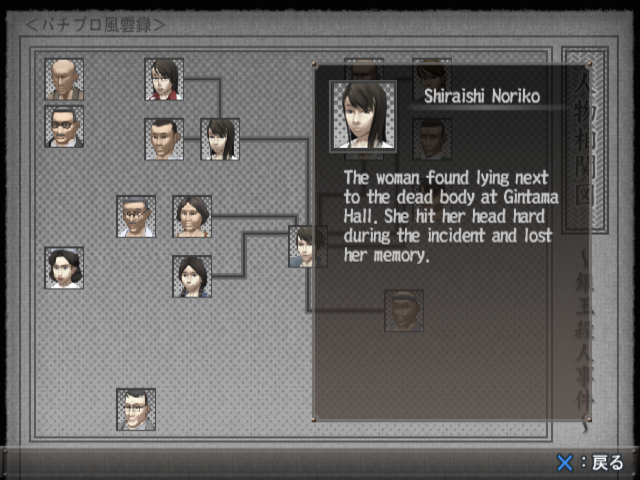 ＜パチプロ風雲録＞
Shiraishi Noriko
The woman found lying next
to the dead body at Gintama
Hall. She hit her head hard
during the incident and lost
her memory.
人物相関図
～銀玉殺人事件～
×：戻る